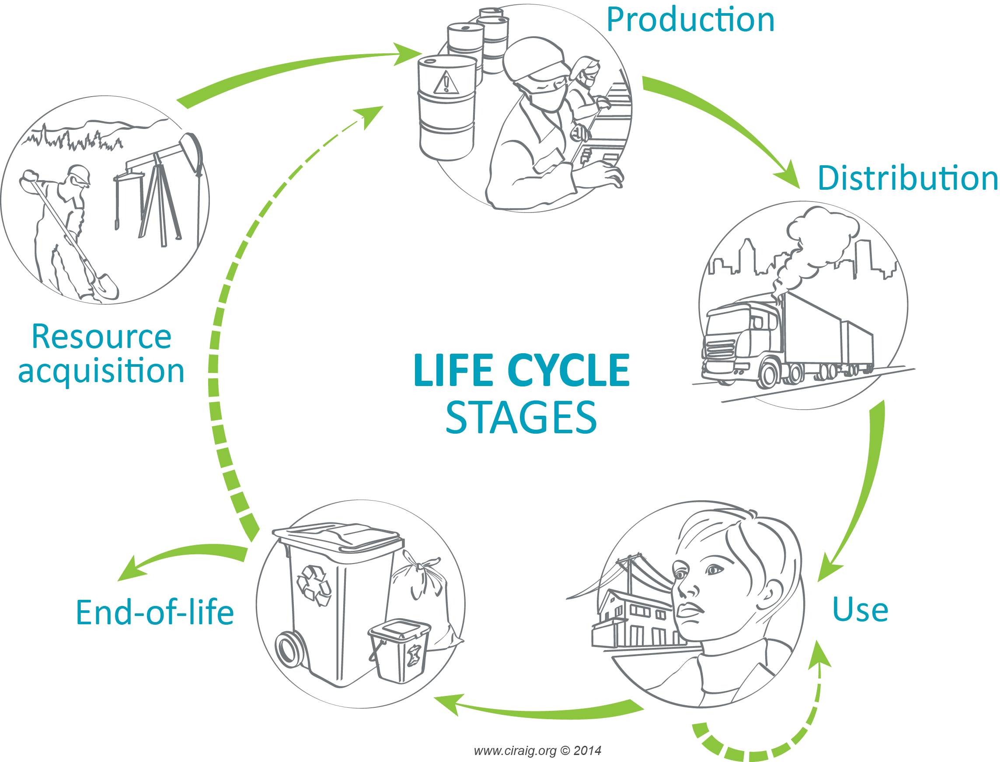 Production
Distribution
Resource
acquisition
LIFE CYCLE
STAGES
End-of-life
Use
www.ciraig.org © 2014